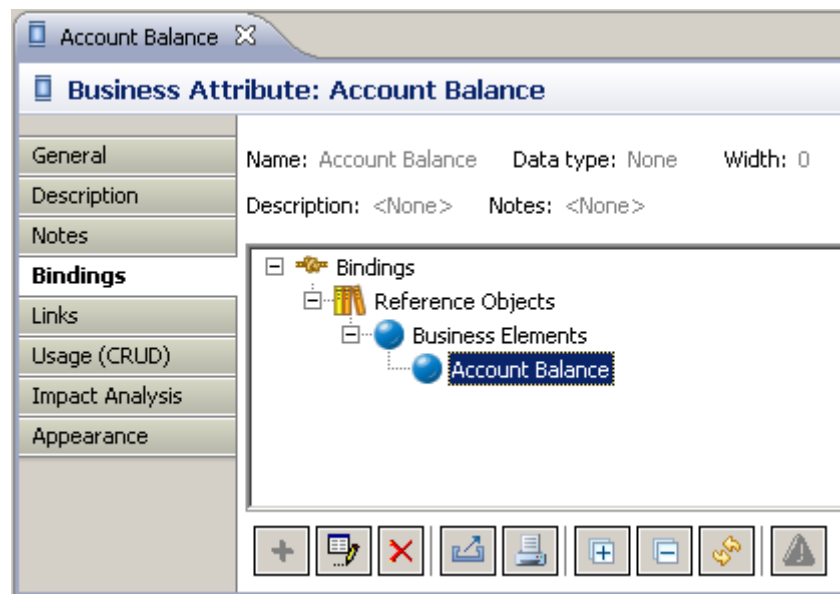 Account Balance
Business Attribute: Account Balance
General
Description
Notes
Bindings
Links
Usage (CRUD)
Impact Analysis
Appearance
Name: Account Balance Data type: None Width: 0
Description: <None> Notes: <None>
Bindings
Reference Objects
Business Elements
Account Balance